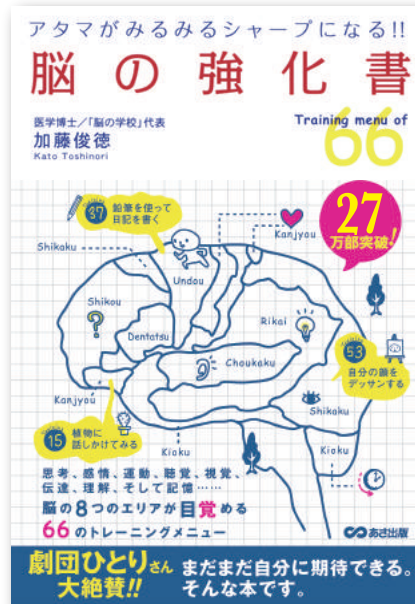 アタマがみるみるシャープになる!!
脳の強化書
医学博士/「脳の学校」代表
加藤俊徳
Kato Toshinori
Training menu of
66
27
万部突破!
37
鉛筆を使って
日記を書く
Kanjyou
Shikaku
Undou
Shikou
Rikai
Dentatsu
Choukaku
53
自分の顔を
デッサンする
Kanjyou
Shikaku
15
植物に
話しかけてみる
Kioku
Kioku
思考、感情、運動、聴覚、視覚、
伝達、理解、そして記憶……
脳の8つのエリアが目覚める
66のトレーニングメニュー
あさ出版
劇団ひとりさん
大絶賛!!
まだまだ自分に期待できる。
そんな本です。